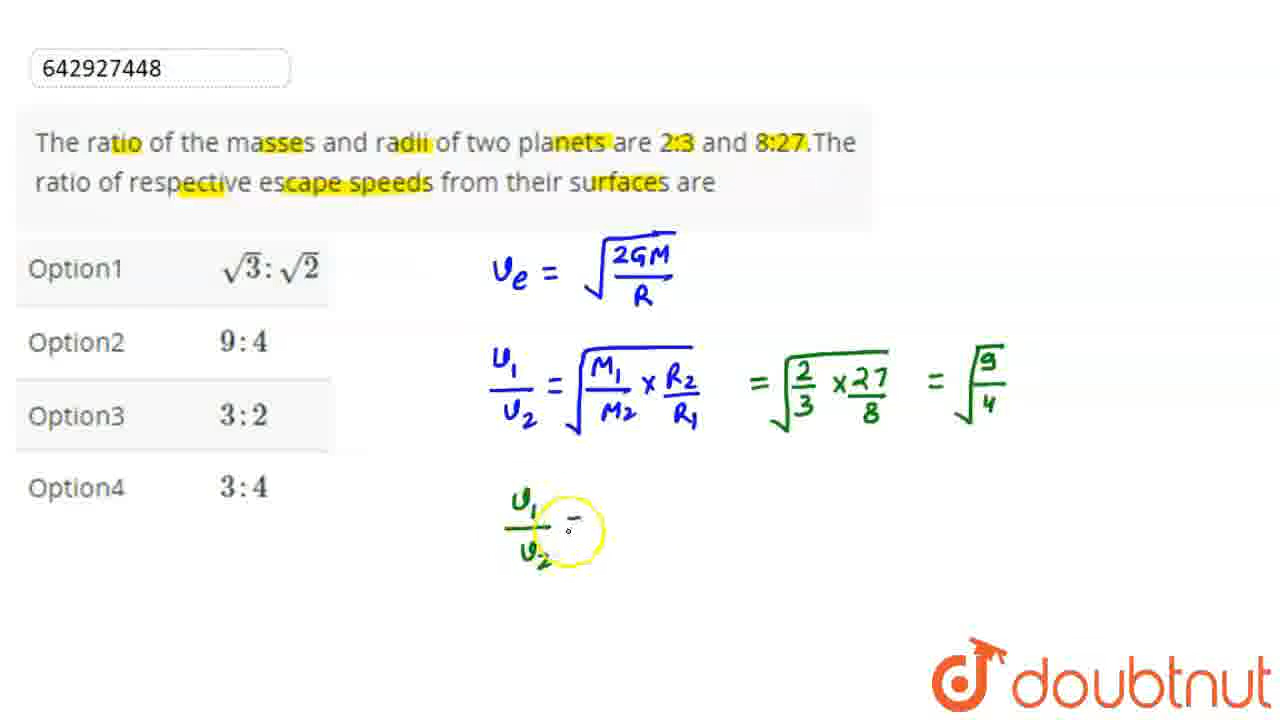 642927448
The ratio of the masses and radii of two planets are 2:3 and 8:27.The
ratio of respective escape speeds from their surfaces are
Option1 √3 : √2
Option2 9 : 4
Option3 3 : 2
Option4 3 : 4
υe = √(2GM/R)
υ1/υ2 = √(M1/M2 × R2/R1) = √(2/3 × 27/8) = √(9/4)
υ1/υ2 =
doubtnut